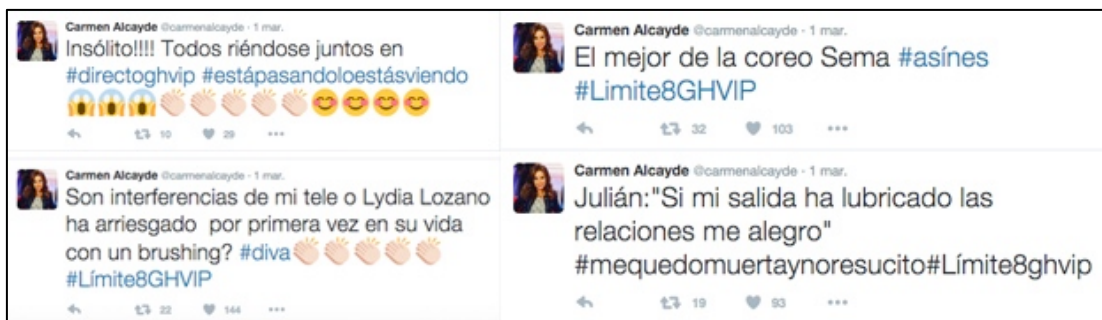 Carmen Alcayde @carmenalcayde · 1 mar.
Insólito!!!! Todos riéndose juntos en
#directoghvip #estápasandoloestásviendo
😱😱😱👏🏻👏🏻👏🏻👏🏻👏🏻😊😊😊😊
10 29
Carmen Alcayde @carmenalcayde · 1 mar.
Son interferencias de mi tele o Lydia Lozano
ha arriesgado por primera vez en su vida
con un brushing? #diva👏🏻👏🏻👏🏻👏🏻👏🏻
#Límite8GHVIP
22 144
Carmen Alcayde @carmenalcayde · 1 mar.
El mejor de la coreo Sema #asínes
#Limite8GHVIP
32 103
Carmen Alcayde @carmenalcayde · 1 mar.
Julián:"Si mi salida ha lubricado las
relaciones me alegro"
#mequedomuertaynoresucito#Límite8ghvip
19 93